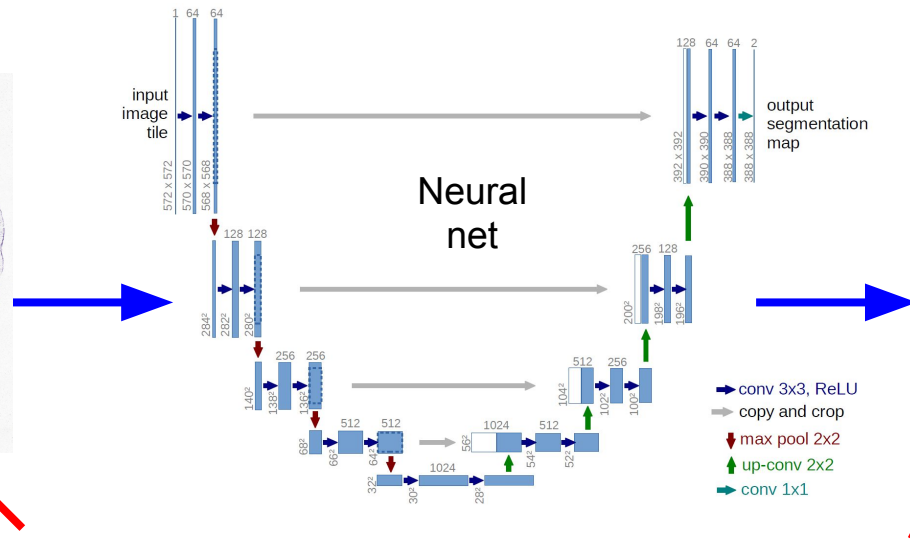 1 64 64
input
image
tile
572 x 572
570 x 570
568 x 568
128 64 64 2
output
segmentation
map
392 x 392
390 x 390
388 x 388
388 x 388
Neural
net
128 128
284²
282²
280²
256 128
200²
198²
196²
256 256
140²
138²
136²
512 256
104²
102²
100²
512 512
68²
66²
64²
1024 512
56²
54²
52²
1024
32²
30²
28²
conv 3x3, ReLU
copy and crop
max pool 2x2
up-conv 2x2
conv 1x1